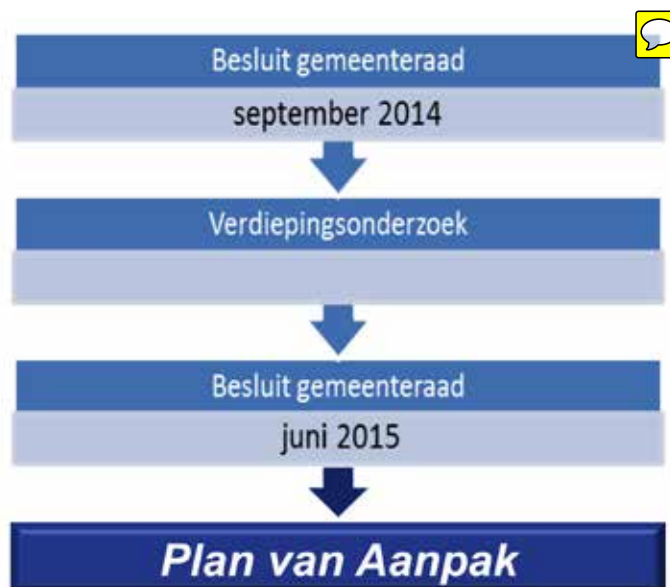 Besluit gemeenteraad
september 2014
Verdiepingsonderzoek
Besluit gemeenteraad
juni 2015
Plan van Aanpak